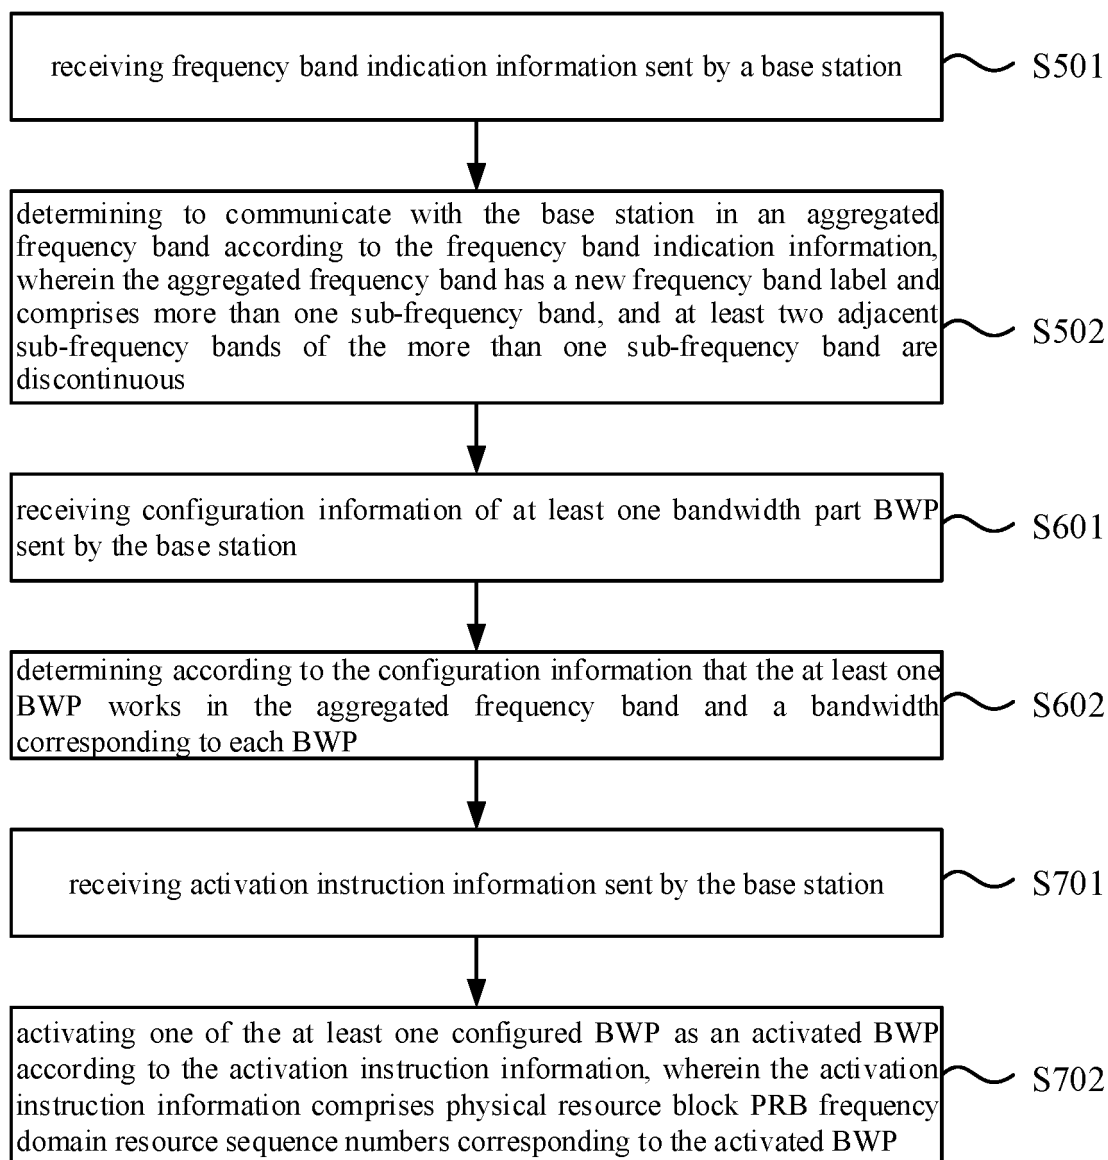 receiving frequency band indication information sent by a base station
S501
determining to communicate with the base station in an aggregated
frequency band according to the frequency band indication information,
wherein the aggregated frequency band has a new frequency band label and
comprises more than one sub-frequency band, and at least two adjacent
sub-frequency bands of the more than one sub-frequency band are
discontinuous
S502
receiving configuration information of at least one bandwidth part BWP
sent by the base station
S601
determining according to the configuration information that the at least one
BWP works in the aggregated frequency band and a bandwidth
corresponding to each BWP
S602
receiving activation instruction information sent by the base station
S701
activating one of the at least one configured BWP as an activated BWP
according to the activation instruction information, wherein the activation
instruction information comprises physical resource block PRB frequency
domain resource sequence numbers corresponding to the activated BWP
S702